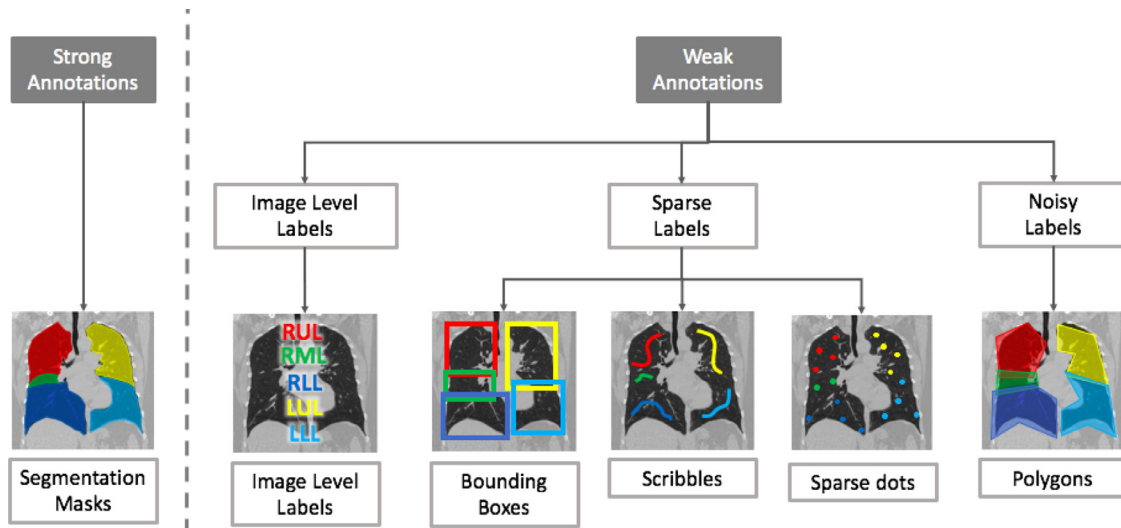 Strong
Annotations
Weak
Annotations
Image Level
Labels
Sparse
Labels
Noisy
Labels
RUL
RML
RLL
LUL
LLL
Segmentation
Masks
Image Level
Labels
Bounding
Boxes
Scribbles
Sparse dots
Polygons